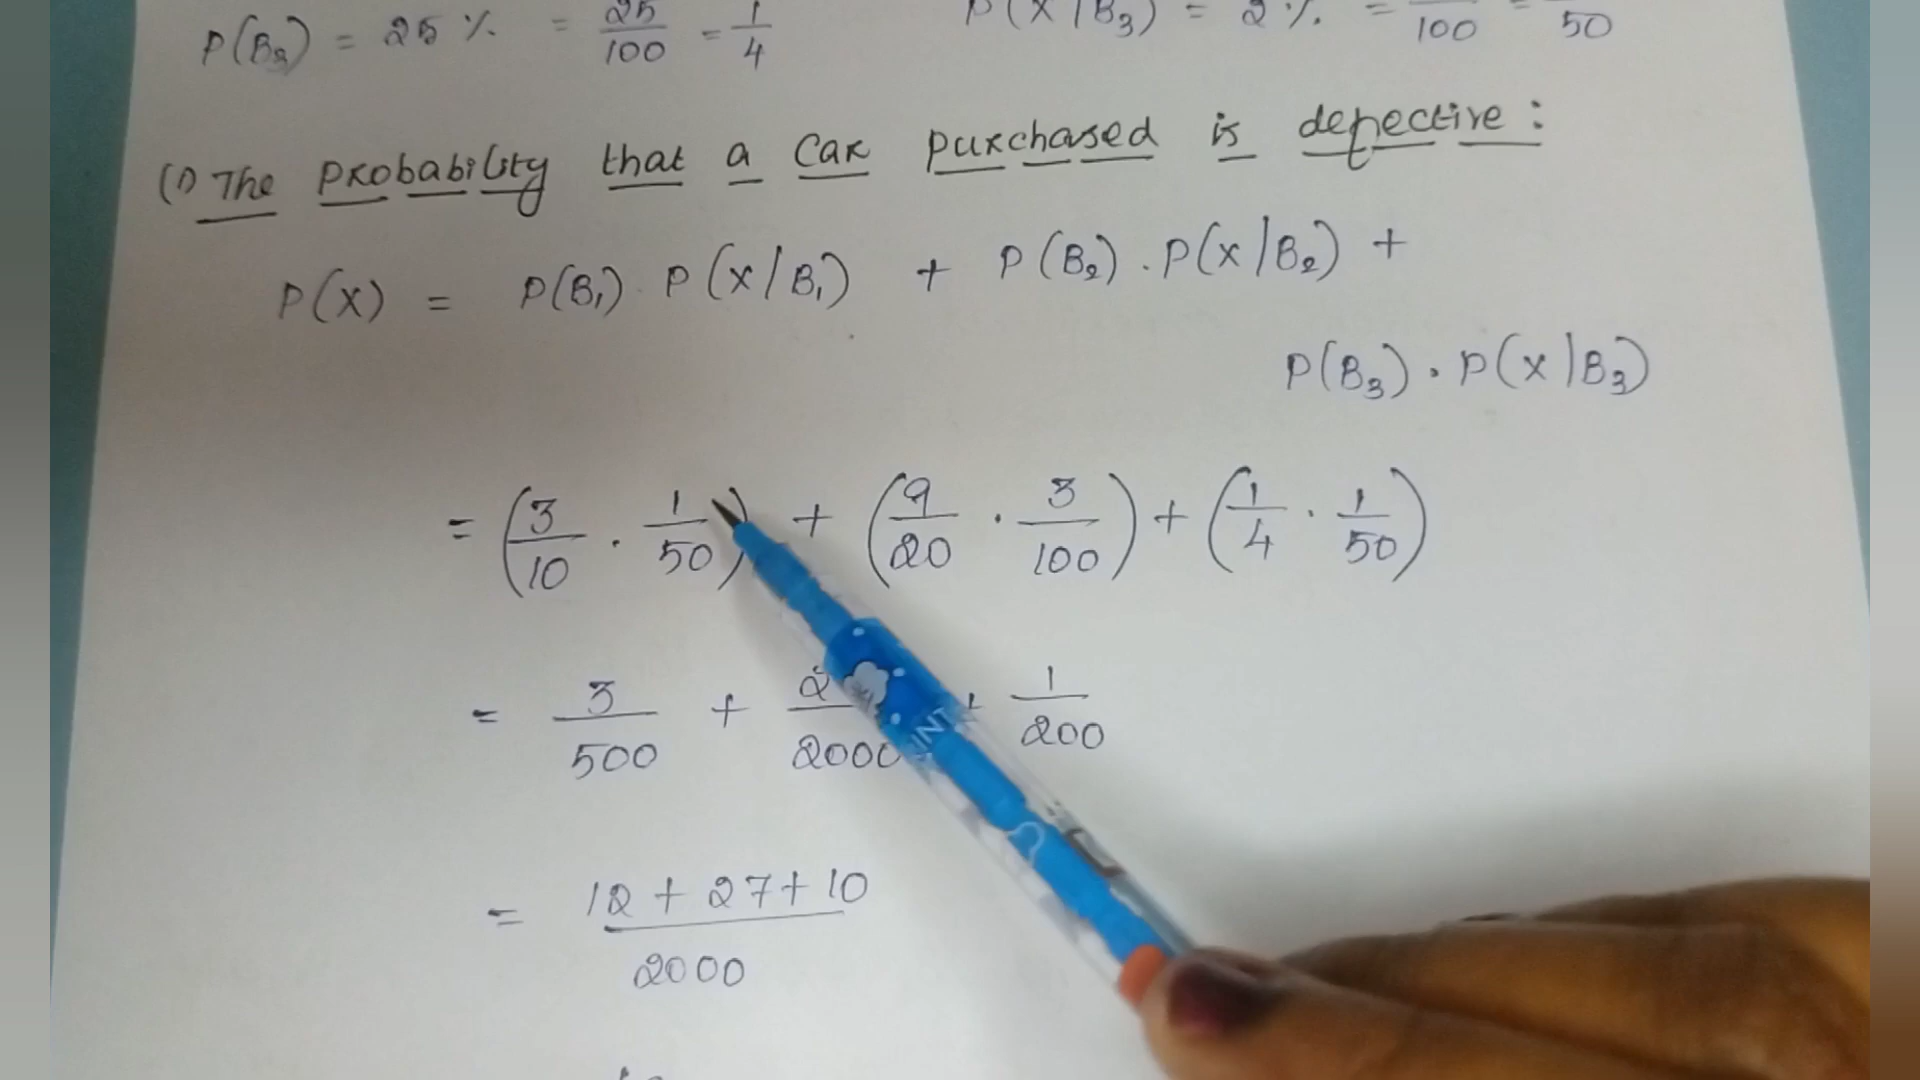 P(B₂) = 25 % = 25/100 = 1/4
P(X|B₃) = 2 % = /100 = /50
(i) The Probability that a Car purchased is defective :
P(X) = P(B₁) . P(X/B₁) + P(B₂) . P(X/B₂) +
P(B₃) . P(X|B₃)
= (3/10 . 1/50) + (9/20 . 3/100) + (1/4 . 1/50)
= 3/500 + 2 /2000 + 1/200
= 12 + 27 + 10 / 2000